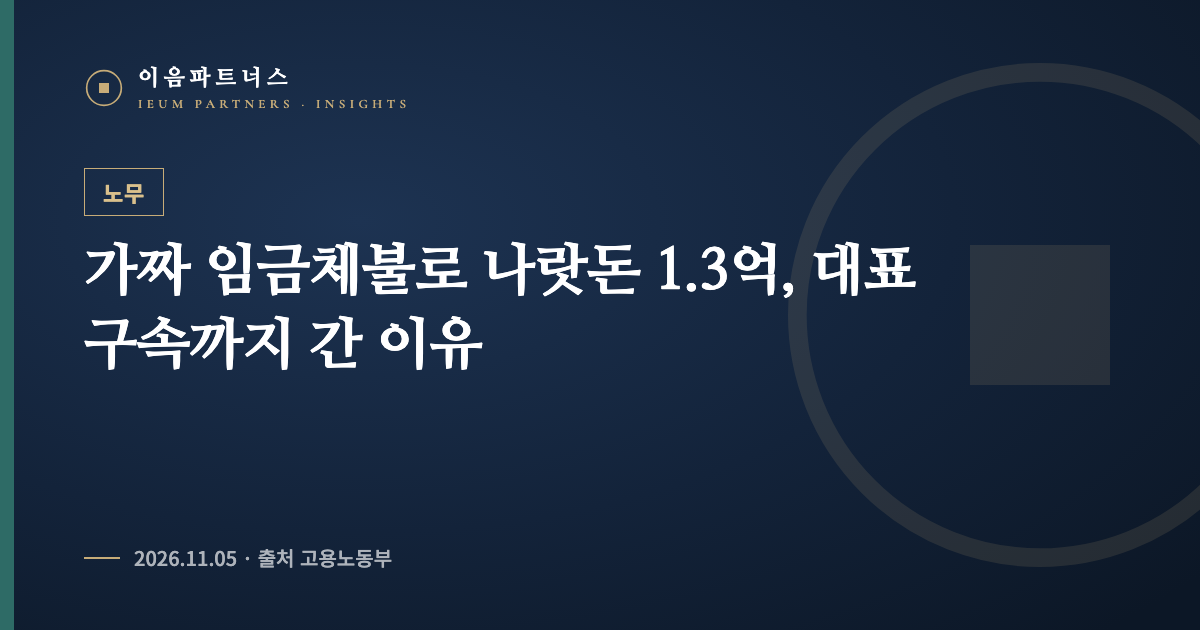 이음파트너스
IEUM PARTNERS · INSIGHTS
노무
가짜 임금체불로 나랏돈 1.3억, 대표
구속까지 간 이유
2026.11.05 · 출처 고용노동부